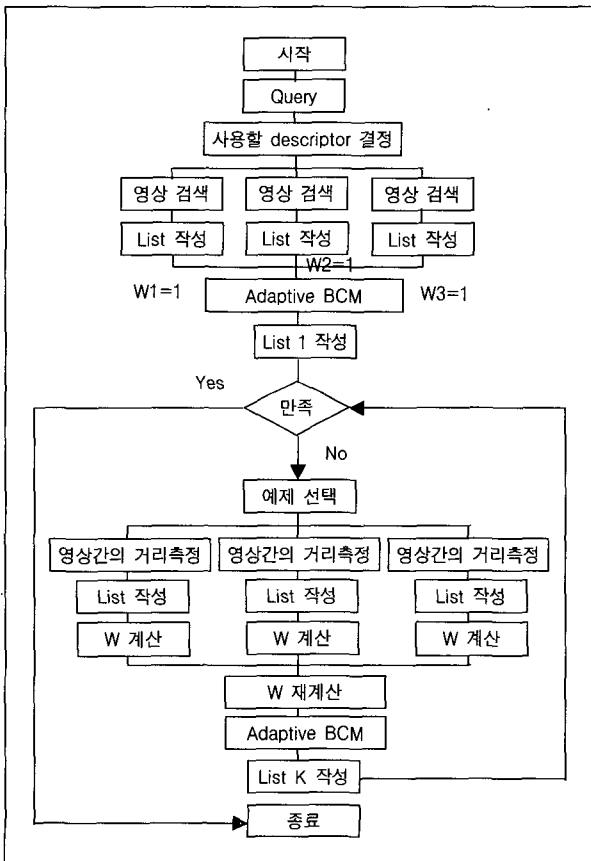 시작
Query
사용할 descriptor 결정
영상 검색 영상 검색 영상 검색
List 작성 List 작성 List 작성
W2=1
W1=1 Adaptive BCM W3=1
List 1 작성
Yes
만족
No
예제 선택
영상간의 거리측정 영상간의 거리측정 영상간의 거리측정
List 작성 List 작성 List 작성
W 계산 W 계산 W 계산
W 재계산
Adaptive BCM
List K 작성
종료